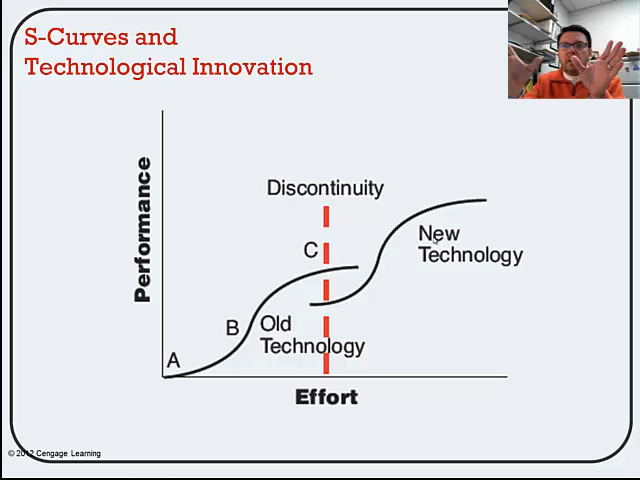 S-Curves and
Technological Innovation
Discontinuity
Performance
C
New
Technology
B
Old
Technology
A
Effort
© 2012 Cengage Learning